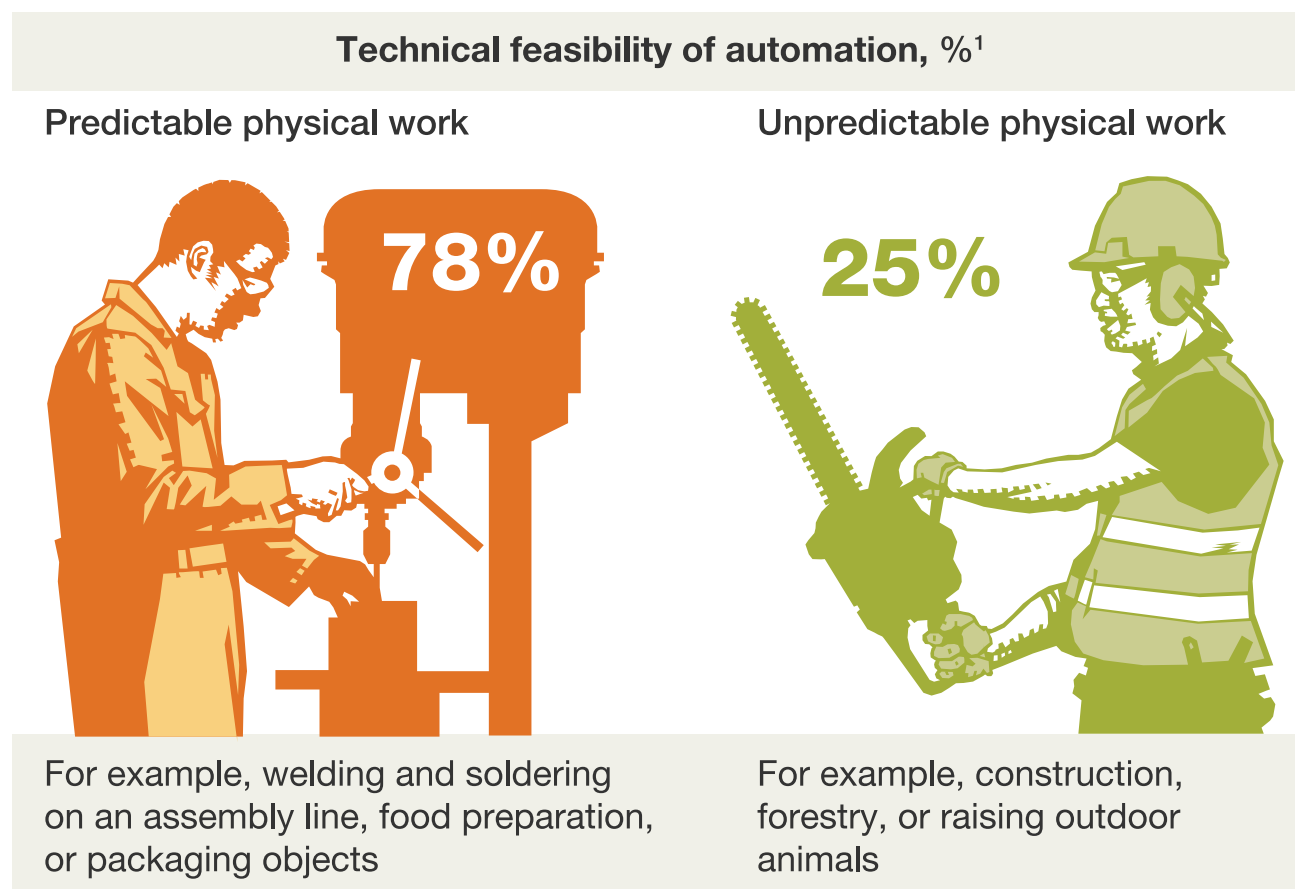 Technical feasibility of automation, %¹
Predictable physical work
78%
For example, welding and soldering
on an assembly line, food preparation,
or packaging objects
Unpredictable physical work
25%
For example, construction,
forestry, or raising outdoor
animals